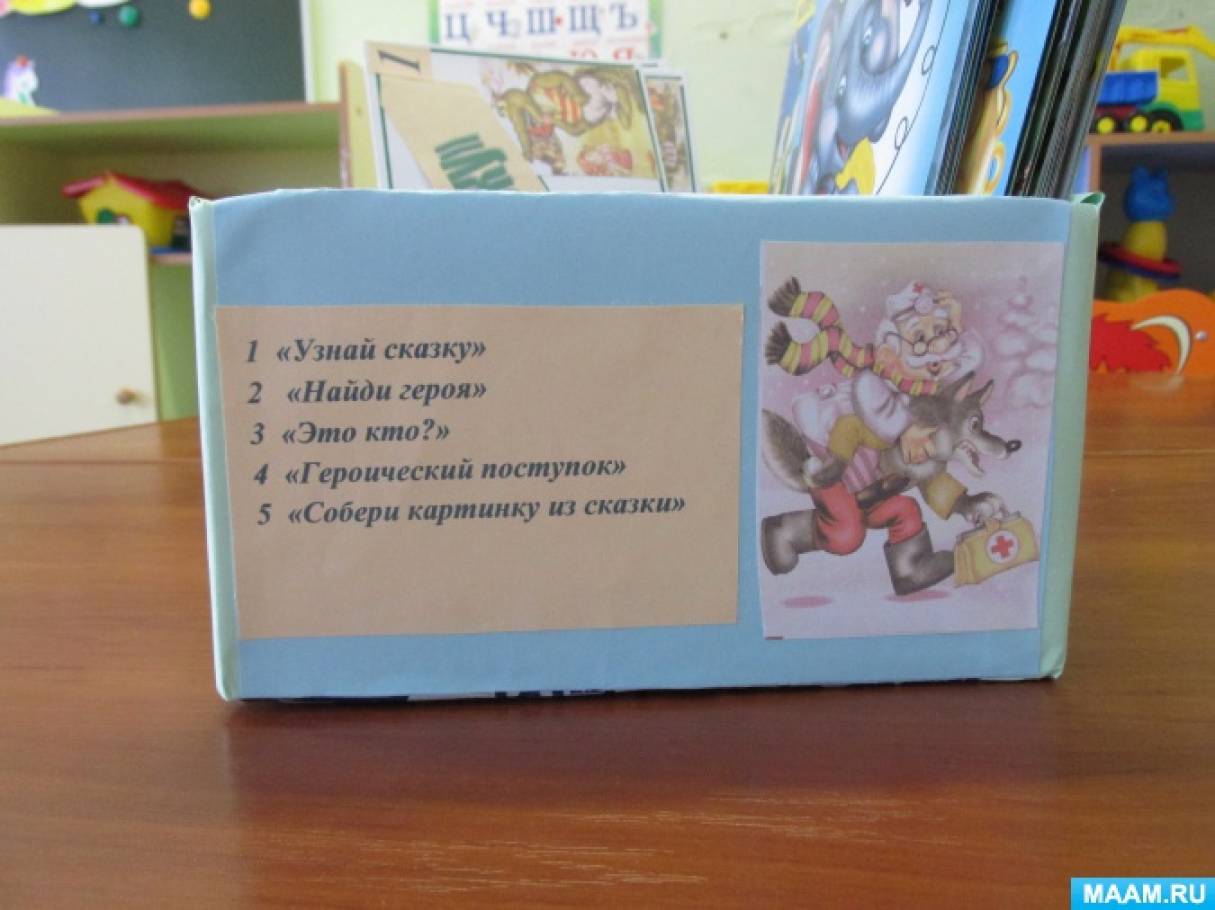 Ц Ч Ш Щ Ъ
Ю Я
1
1 «Узнай сказку»
2 «Найди героя»
3 «Это кто?»
4 «Героический поступок»
5 «Собери картинку из сказки»
MAAM.RU